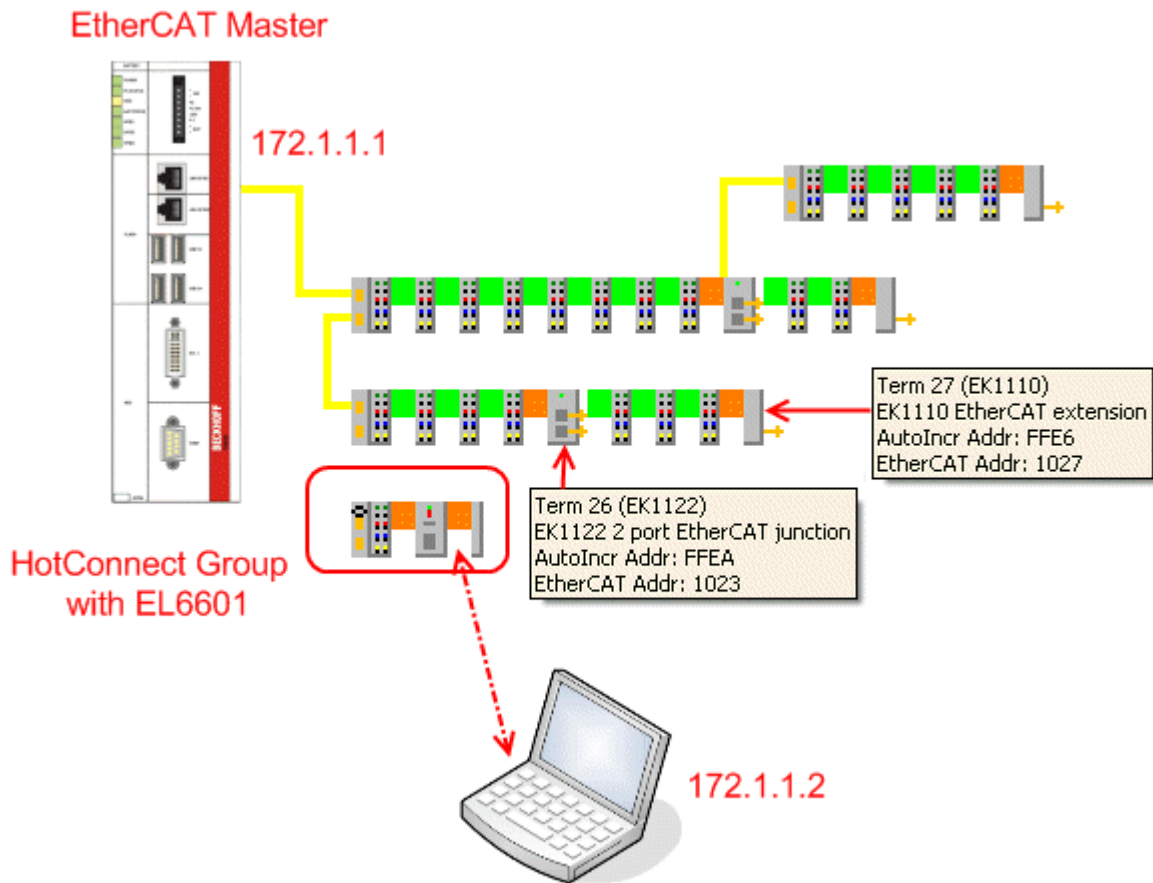 EtherCAT Master
172.1.1.1
BECKHOFF
Term 27 (EK1110)
EK1110 EtherCAT extension
AutoIncr Addr: FFE6
EtherCAT Addr: 1027
Term 26 (EK1122)
EK1122 2 port EtherCAT junction
AutoIncr Addr: FFEA
EtherCAT Addr: 1023
HotConnect Group
with EL6601
172.1.1.2